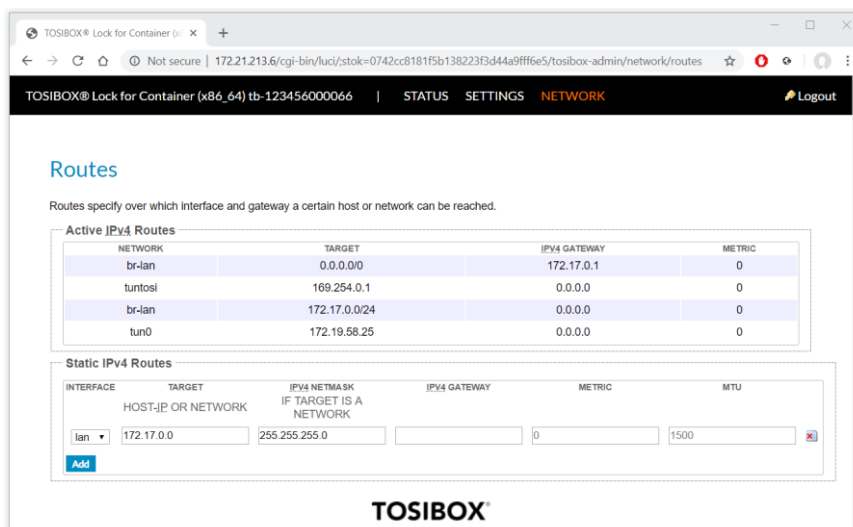 TOSIBOX® Lock for Container (x8
Not secure | 172.21.213.6/cgi-bin/luci/;stok=0742cc8181f5b138223f3d44a9fff6e5/tosibox-admin/network/routes
TOSIBOX® Lock for Container (x86_64) tb-123456000066 | STATUS SETTINGS NETWORK Logout
Routes
Routes specify over which interface and gateway a certain host or network can be reached.
Active IPv4 Routes
NETWORK TARGET IPV4 GATEWAY METRIC
br-lan 0.0.0.0/0 172.17.0.1 0
tuntosi 169.254.0.1 0.0.0.0 0
br-lan 172.17.0.0/24 0.0.0.0 0
tun0 172.19.58.25 0.0.0.0 0
Static IPv4 Routes
INTERFACE TARGET IPV4 NETMASK IPV4 GATEWAY METRIC MTU
HOST-IP OR NETWORK IF TARGET IS A
NETWORK
lan 172.17.0.0 255.255.255.0 0 1500
Add
TOSIBOX®